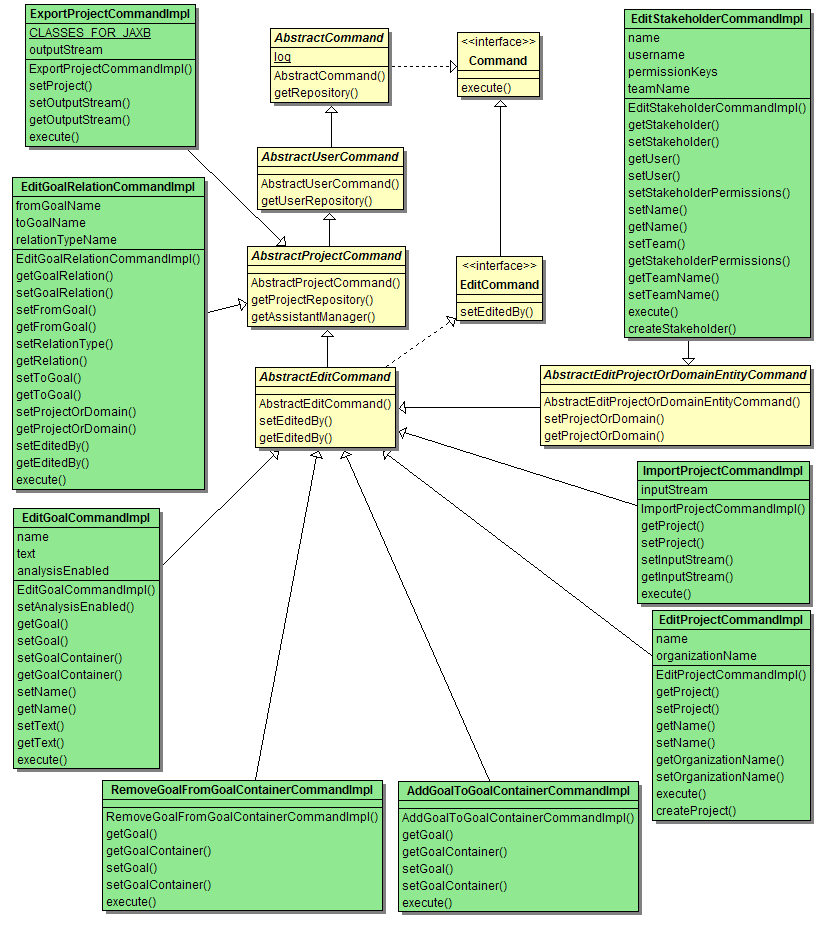 ExportProjectCommandImpl
CLASSES_FOR_JAXB
outputStream
ExportProjectCommandImpl()
setProject()
setOutputStream()
getOutputStream()
execute()
AbstractCommand
log
AbstractCommand()
getRepository()
<<interface>>
Command
execute()
EditStakeholderCommandImpl
name
username
permissionKeys
teamName
EditStakeholderCommandImpl()
getStakeholder()
setStakeholder()
getUser()
setUser()
setStakeholderPermissions()
setName()
getName()
setTeam()
getStakeholderPermissions()
getTeamName()
setTeamName()
execute()
createStakeholder()
AbstractUserCommand
AbstractUserCommand()
getUserRepository()
EditGoalRelationCommandImpl
fromGoalName
toGoalName
relationTypeName
EditGoalRelationCommandImpl()
getGoalRelation()
setGoalRelation()
setFromGoal()
getFromGoal()
setRelationType()
getRelation()
setToGoal()
getToGoal()
setProjectOrDomain()
getProjectOrDomain()
setEditedBy()
getEditedBy()
execute()
AbstractProjectCommand
AbstractProjectCommand()
getProjectRepository()
getAssistantManager()
<<interface>>
EditCommand
setEditedBy()
AbstractEditCommand
AbstractEditCommand()
setEditedBy()
getEditedBy()
AbstractEditProjectOrDomainEntityCommand
AbstractEditProjectOrDomainEntityCommand()
setProjectOrDomain()
getProjectOrDomain()
ImportProjectCommandImpl
inputStream
ImportProjectCommandImpl()
getProject()
setProject()
setInputStream()
getInputStream()
execute()
EditGoalCommandImpl
name
text
analysisEnabled
EditGoalCommandImpl()
setAnalysisEnabled()
getGoal()
setGoal()
setGoalContainer()
getGoalContainer()
setName()
getName()
setText()
getText()
execute()
EditProjectCommandImpl
name
organizationName
EditProjectCommandImpl()
getProject()
setProject()
getName()
setName()
getOrganizationName()
setOrganizationName()
execute()
createProject()
RemoveGoalFromGoalContainerCommandImpl
RemoveGoalFromGoalContainerCommandImpl()
getGoal()
getGoalContainer()
setGoal()
setGoalContainer()
execute()
AddGoalToGoalContainerCommandImpl
AddGoalToGoalContainerCommandImpl()
getGoal()
getGoalContainer()
setGoal()
setGoalContainer()
execute()